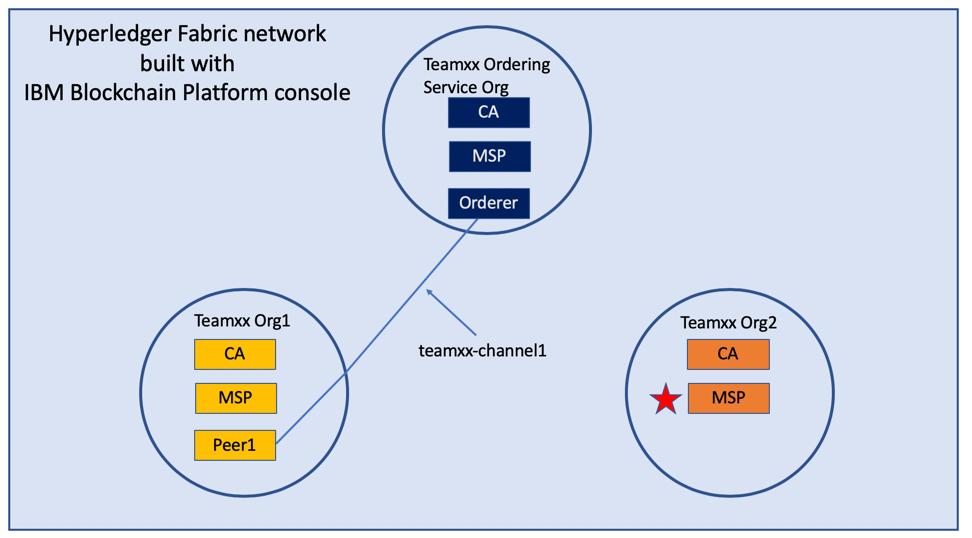 Hyperledger Fabric network
built with
IBM Blockchain Platform console
Teamxx Ordering
Service Org
CA
MSP
Orderer
teamxx-channel1
Teamxx Org1
CA
MSP
Peer1
Teamxx Org2
CA
MSP